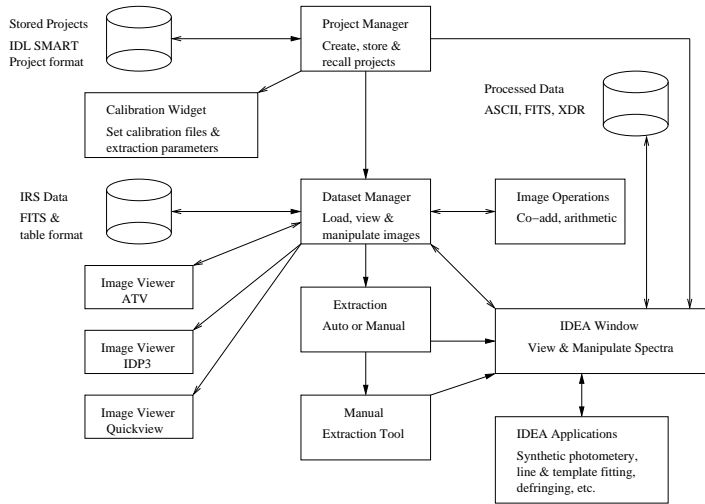 Stored Projects
IDL SMART
Project format
Project Manager
Create, store &
recall projects
Processed Data
ASCII, FITS, XDR
Calibration Widget
Set calibration files &
extraction parameters
IRS Data
FITS &
table format
Dataset Manager
Load, view &
manipulate images
Image Operations
Co−add, arithmetic
Image Viewer
ATV
Extraction
Auto or Manual
IDEA Window
View & Manipulate Spectra
Image Viewer
IDP3
Image Viewer
Quickview
Manual
Extraction Tool
IDEA Applications
Synthetic photometery,
line & template fitting,
defringing, etc.